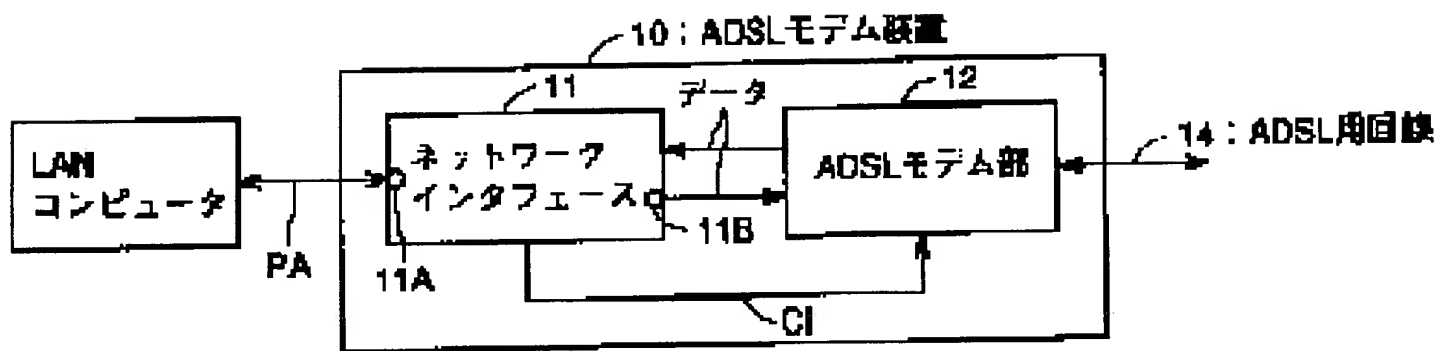 10：ADSLモデム装置
11
データ
12
14：ADSL用回線
LAN
コンピュータ
ネットワーク
インタフェース
ADSLモデム部
PA
11A
11B
CI